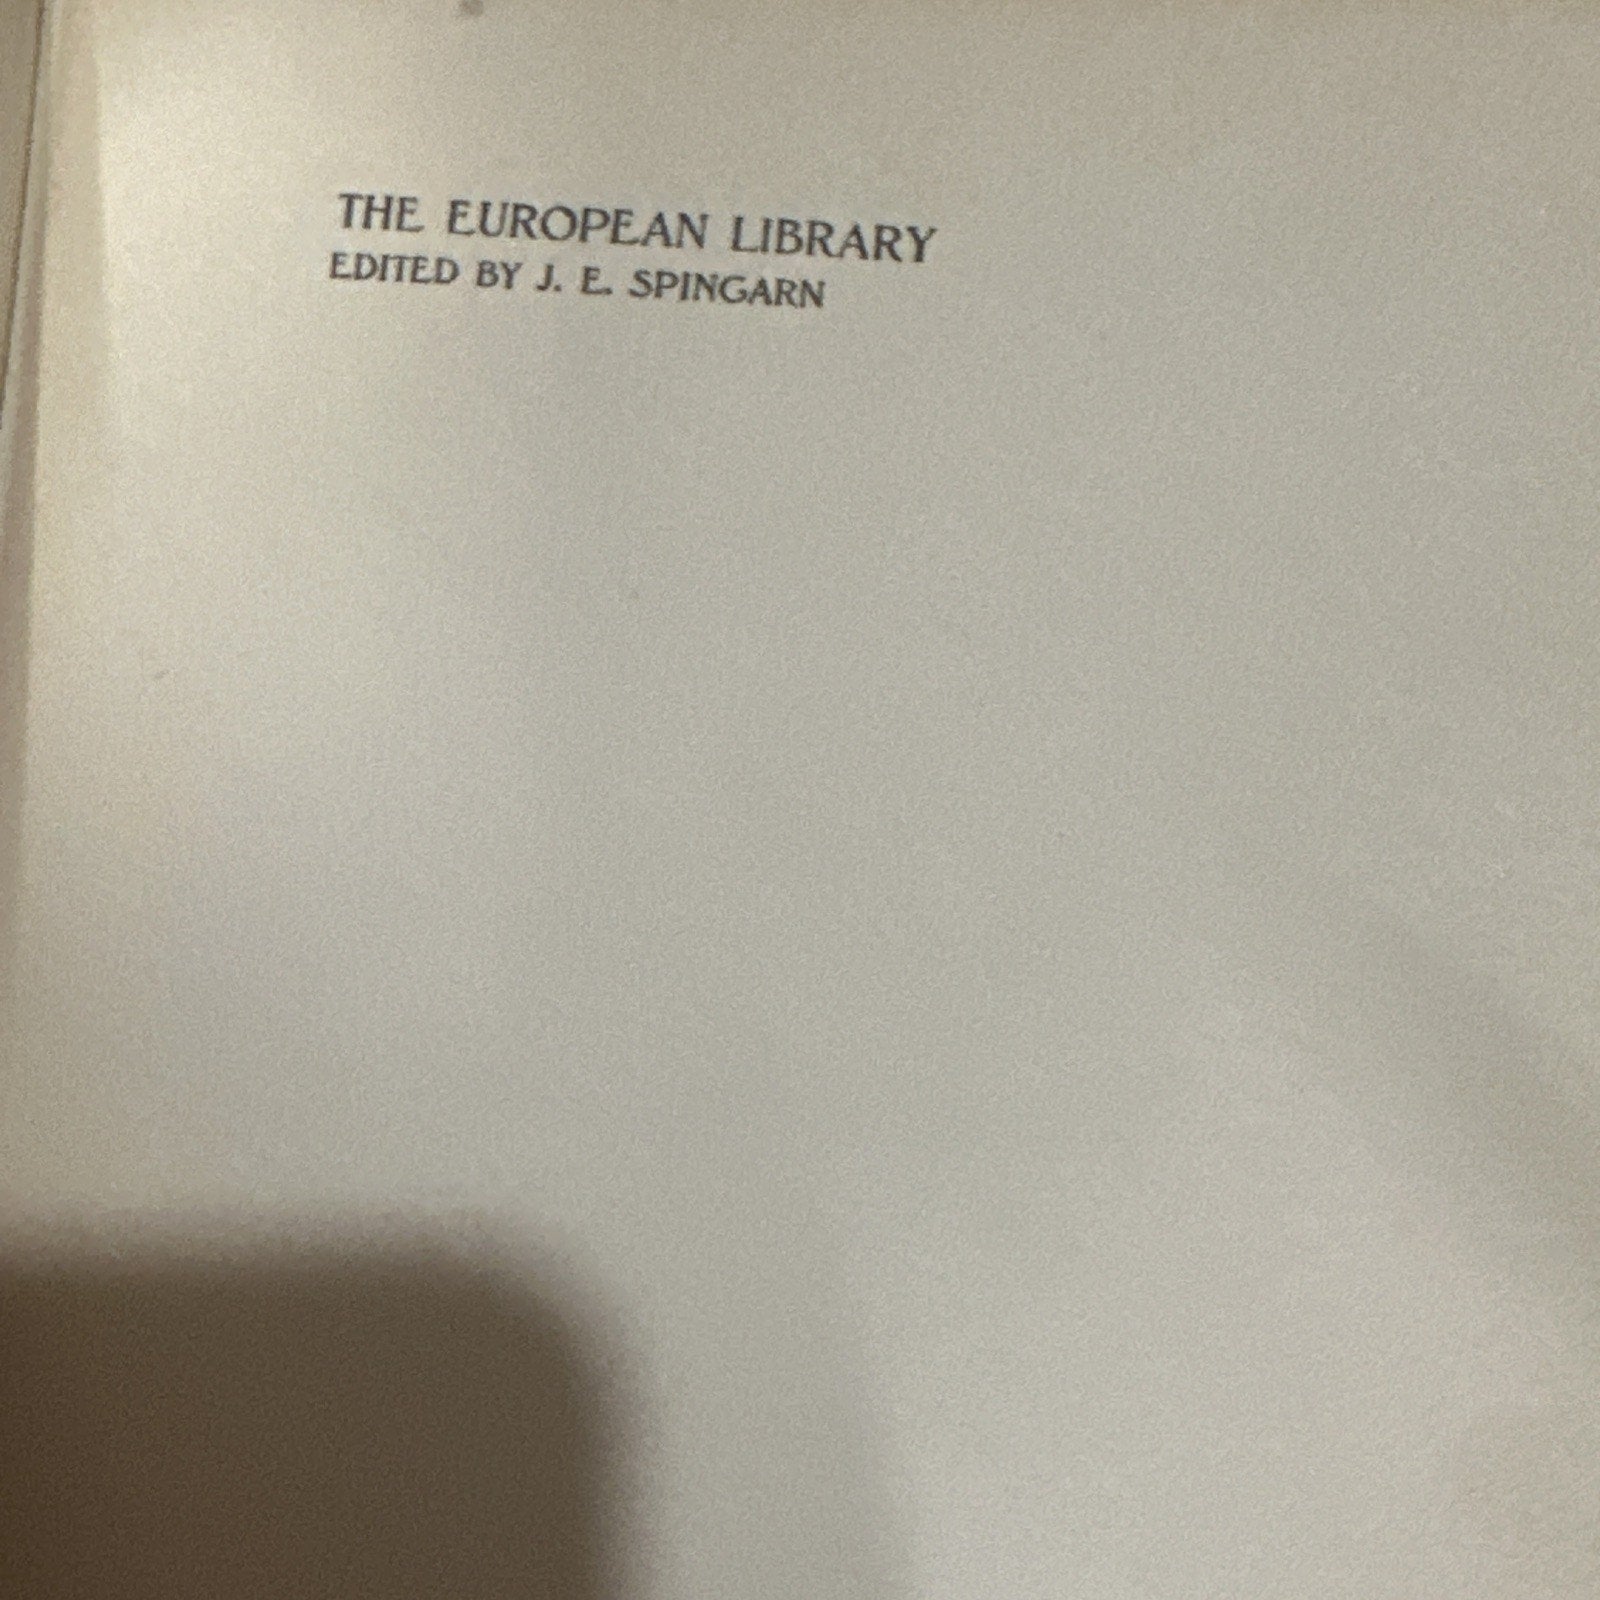 THE EUROPEAN LIBRARY
EDITED BY J. E. SPINGARN